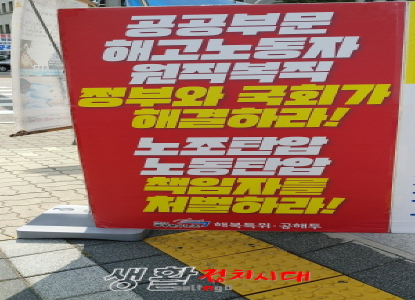 공공부문
해고노동자
원직복직
정부와 국회가
해결하라!
노조탄압
노동탄압
책임자를
처벌하라!
해복특위·공해투
생활정치시대